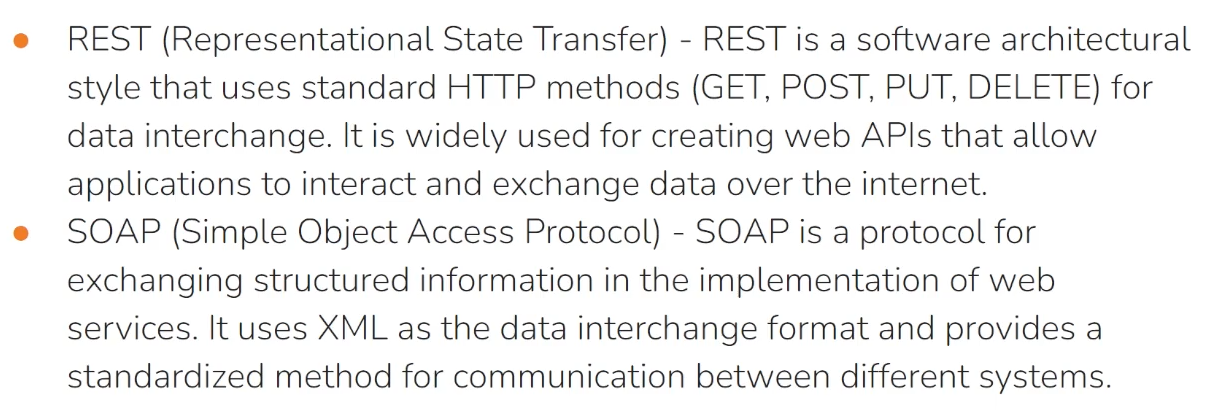 • REST (Representational State Transfer) - REST is a software architectural
style that uses standard HTTP methods (GET, POST, PUT, DELETE) for
data interchange. It is widely used for creating web APIs that allow
applications to interact and exchange data over the internet.
• SOAP (Simple Object Access Protocol) - SOAP is a protocol for
exchanging structured information in the implementation of web
services. It uses XML as the data interchange format and provides a
standardized method for communication between different systems.